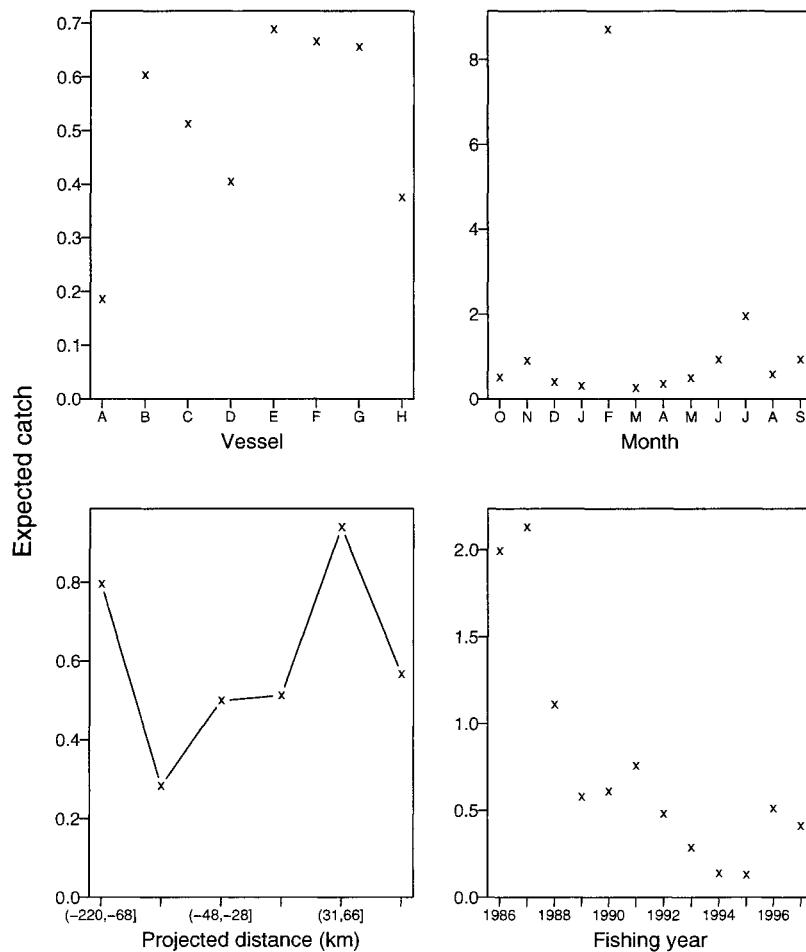 Expected catch
0.7
0.6
0.5
0.4
0.3
0.2
0.1
0.0
A B C D E F G H
Vessel
8
6
4
2
0
O N D J F M A M J J A S
Month
0.8
0.6
0.4
0.2
0.0
(−220,−68] (−48,−28] (31,66]
Projected distance (km)
2.0
1.5
1.0
0.5
0.0
1986 1988 1990 1992 1994 1996
Fishing year